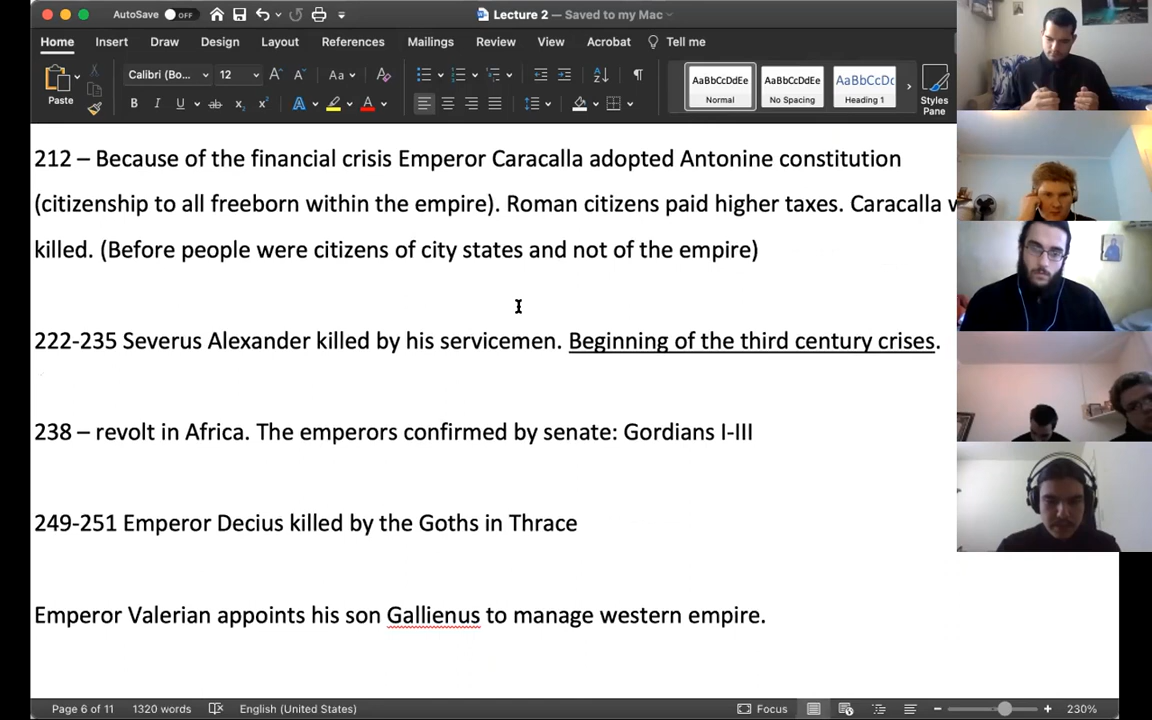 AutoSave OFF Lecture 2 — Saved to my Mac
Home Insert Draw Design Layout References Mailings Review View Acrobat Tell me
Paste Calibri (Bo... 12 A A Aa A AaBbCcDdEe AaBbCcDdEe AaBbCcDc Styles
B I U ab x₂ x² A A Normal No Spacing Heading 1 Pane
212 – Because of the financial crisis Emperor Caracalla adopted Antonine constitution
(citizenship to all freeborn within the empire). Roman citizens paid higher taxes. Caracalla
killed. (Before people were citizens of city states and not of the empire)
222-235 Severus Alexander killed by his servicemen. Beginning of the third century crises.
238 – revolt in Africa. The emperors confirmed by senate: Gordians I-III
249-251 Emperor Decius killed by the Goths in Thrace
Emperor Valerian appoints his son Gallienus to manage western empire.
Page 6 of 11 1320 words English (United States) Focus 230%